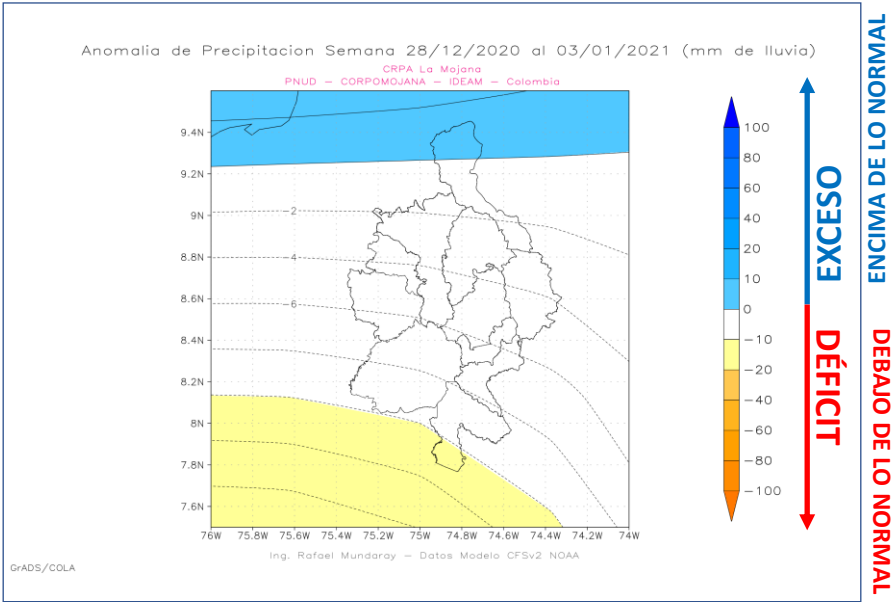 Anomalia de Precipitacion Semana 28/12/2020 al 03/01/2021 (mm de lluvia)
CRPA La Mojana
PNUD – CORPOMOJANA – IDEAM – Colombia
9.4N
9.2N
9N
8.8N
8.6N
8.4N
8.2N
8N
7.8N
7.6N
-2
-4
-6
76W 75.8W 75.6W 75.4W 75.2W 75W 74.8W 74.6W 74.4W 74.2W 74W
100
80
60
40
20
10
0
-10
-20
-40
-60
-80
-100
EXCESO
DÉFICIT
ENCIMA DE LO NORMAL
DEBAJO DE LO NORMAL
Ing. Rafael Mundaray – Datos Modelo CFSv2 NOAA
GrADS/COLA